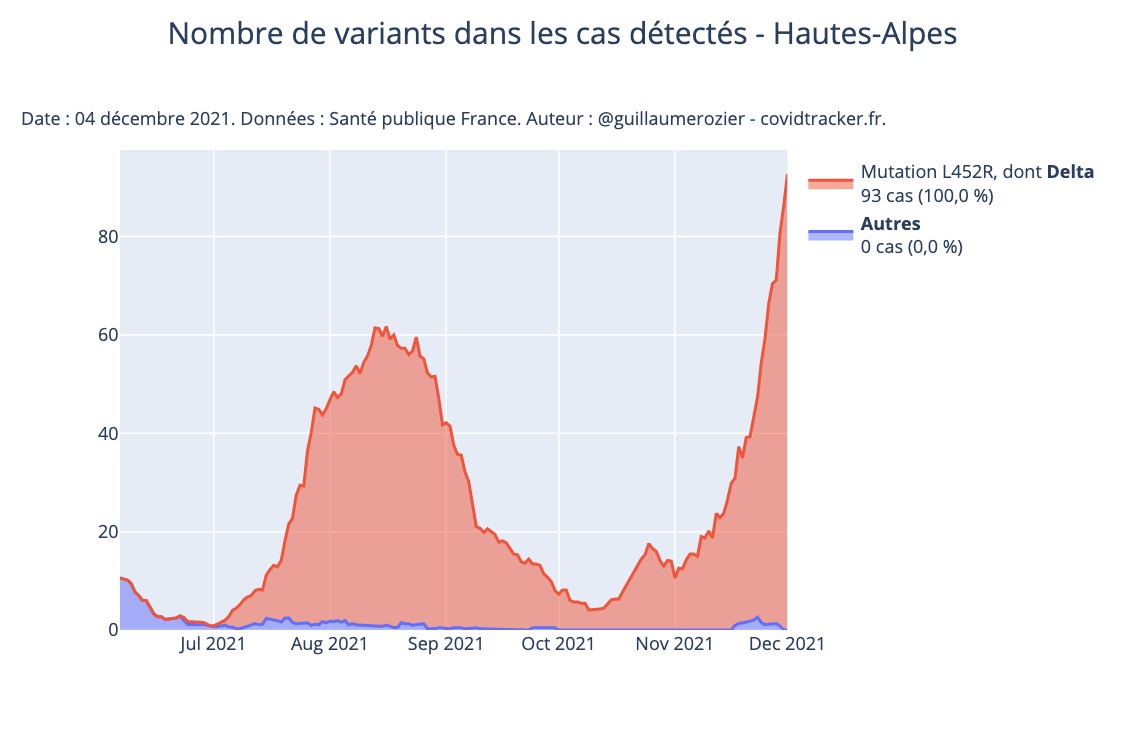 Nombre de variants dans les cas détectés - Hautes-Alpes
Date : 04 décembre 2021. Données : Santé publique France. Auteur : @guillaumerozier - covidtracker.fr.
Mutation L452R, dont Delta
93 cas (100,0 %)
Autres
0 cas (0,0 %)
80
60
40
20
0
Jul 2021 Aug 2021 Sep 2021 Oct 2021 Nov 2021 Dec 2021